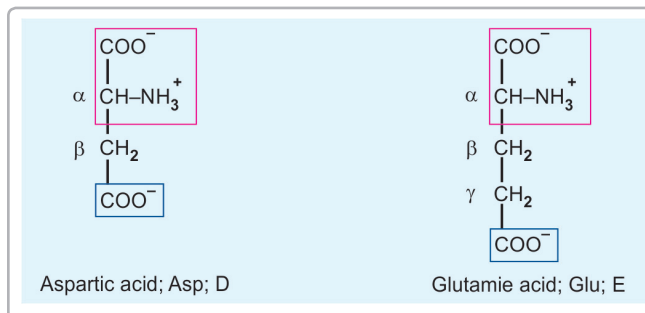 COO⁻ COO⁻
α CH–NH₃⁺ α CH–NH₃⁺
β CH₂ β CH₂
COO⁻ γ CH₂
COO⁻
Aspartic acid; Asp; D Glutamie acid; Glu; E